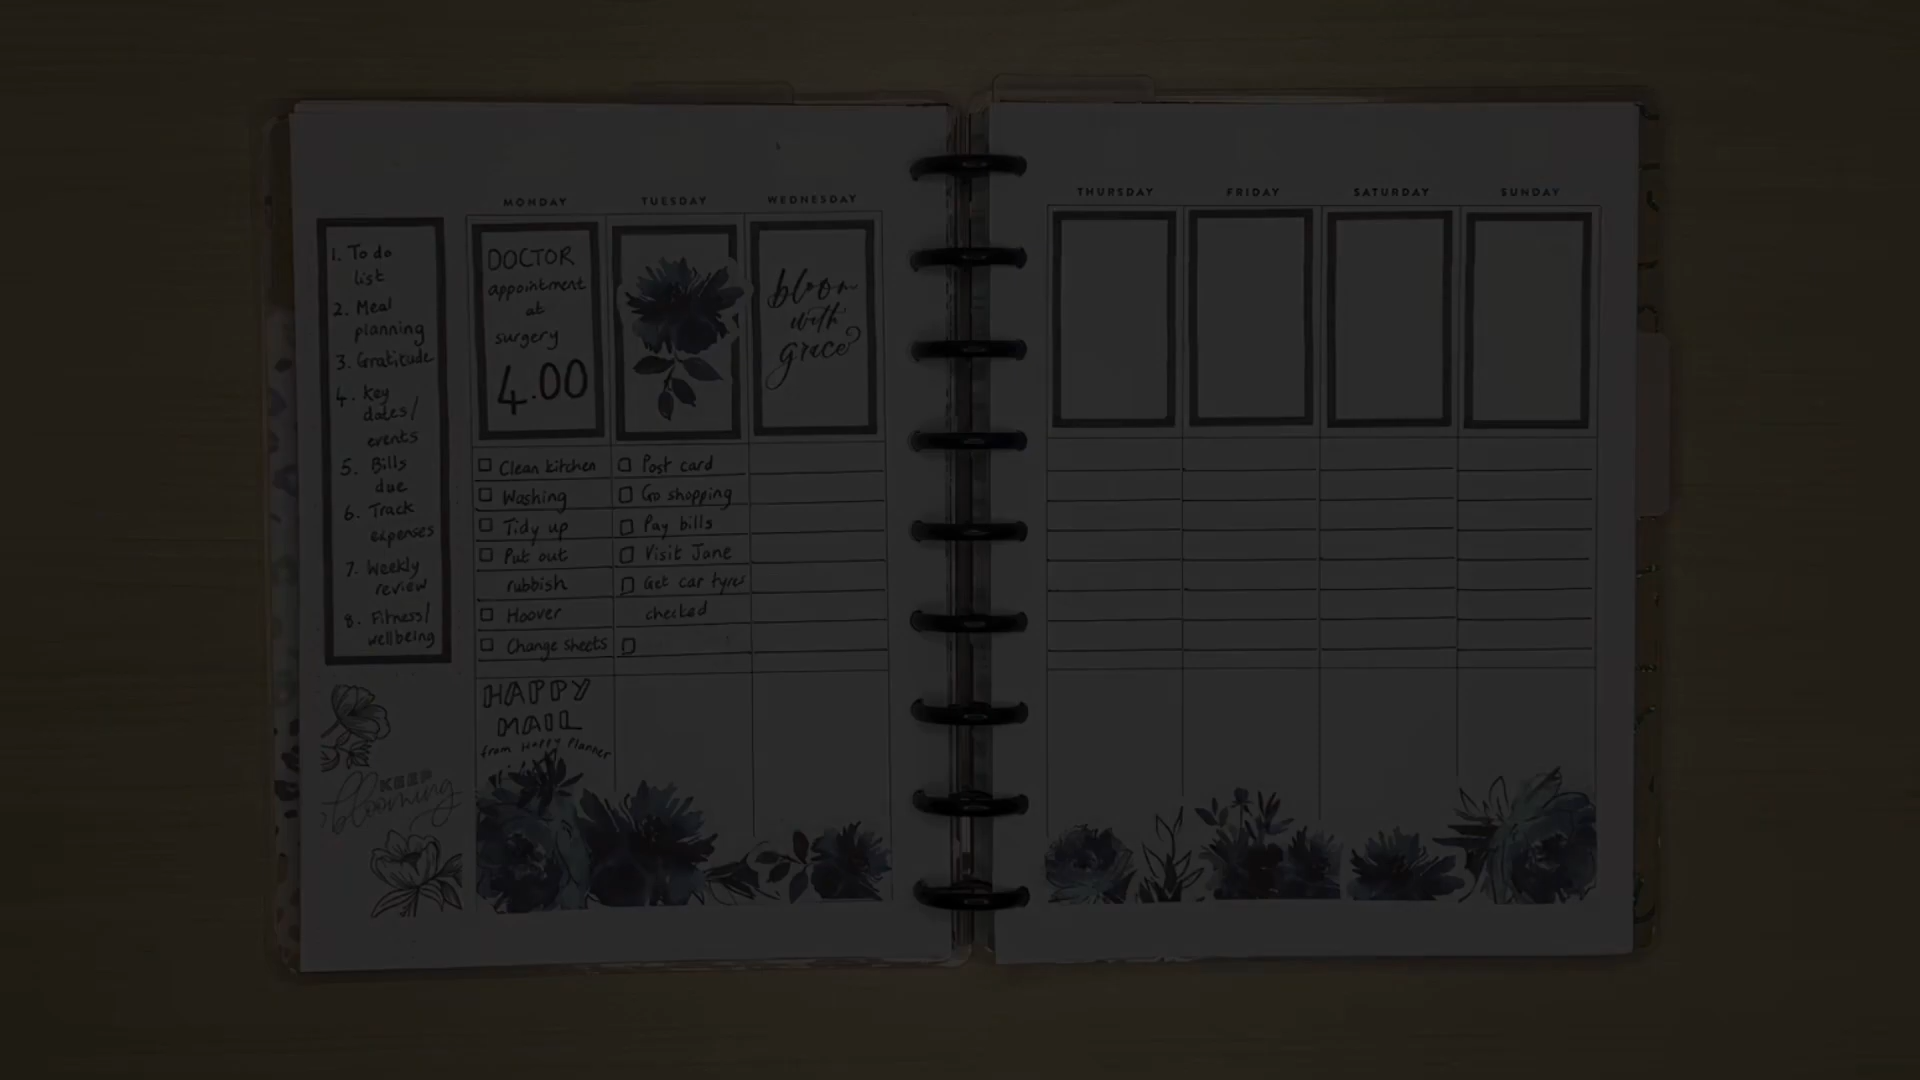 MONDAY TUESDAY WEDNESDAY THURSDAY FRIDAY SATURDAY SUNDAY
1. To do
list
2. Meal
planning
3. Gratitude
4. Key
dates/
events
5. Bills
due
6. Track
expenses
7. Weekly
review
8. Fitness/
wellbeing
KEEP
blooming
DOCTOR
appointment
at
surgery
4.00
Clean kitchen
Washing
Tidy up
Put out
rubbish
Hoover
Change sheets
HAPPY
MAIL
from Happy Planner
Post card
Go shopping
Pay bills
Visit Jane
Get car tyres
checked
bloom
with
grace